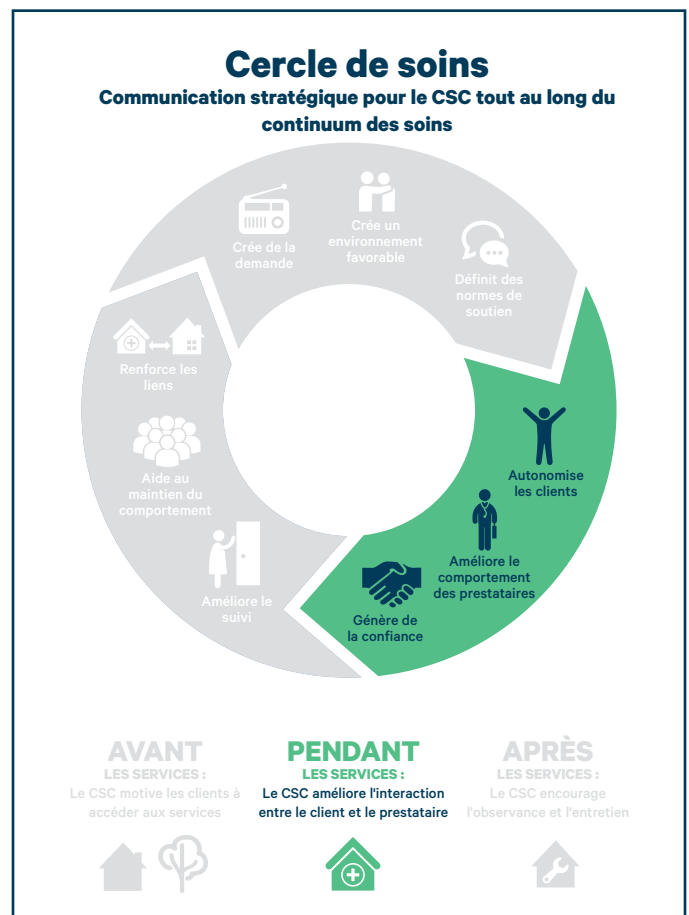 Cercle de soins
Communication stratégique pour le CSC tout au long du
continuum des soins
Crée de la
demande
Crée un
environnement
favorable
Définit des
normes de
soutien
Autonomise
les clients
Améliore le
comportement
des prestataires
Génère de
la confiance
Améliore le
suivi
Aide au
maintien du
comportement
Renforce les
liens
AVANT
LES SERVICES :
Le CSC motive les clients à
accéder aux services
PENDANT
LES SERVICES :
Le CSC améliore l'interaction
entre le client et le prestataire
APRÈS
LES SERVICES :
Le CSC encourage
l'observance et l'entretien